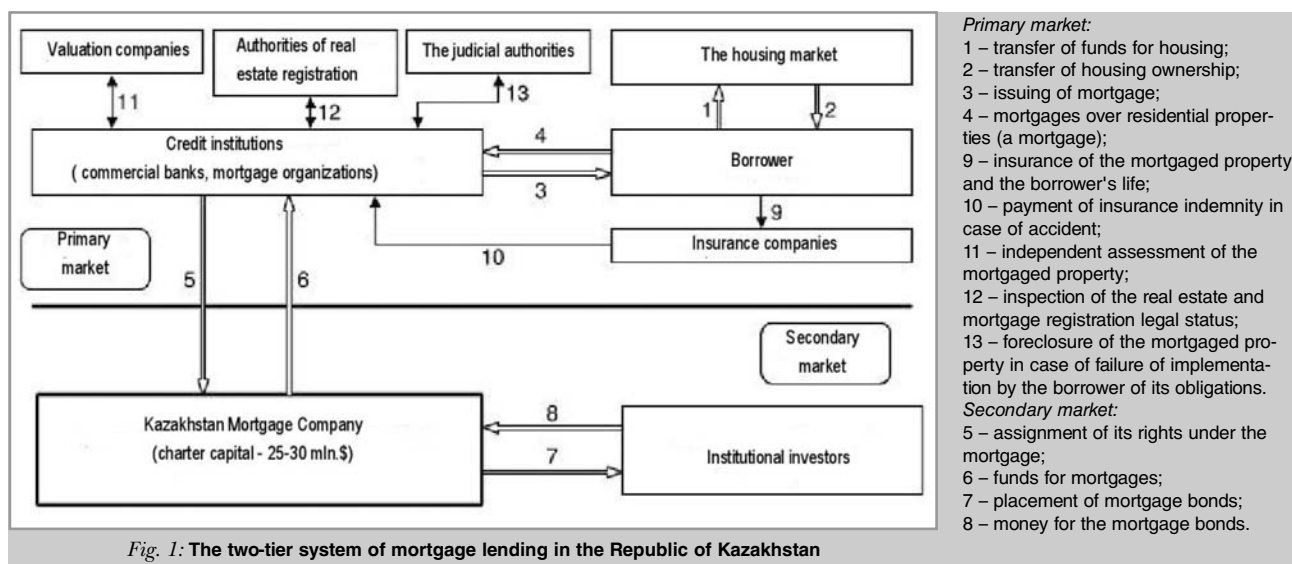 Valuation companies
Authorities of real
estate registration
The judicial authorities
The housing market
11
12
13
1
2
Credit institutions
( commercial banks, mortgage organizations)
4
3
Borrower
9
Primary
market
10
Insurance companies
5
6
Secondary
market
Kazakhstan Mortgage Company
(charter capital - 25-30 mln.$)
8
7
Institutional investors
Primary market:
1 – transfer of funds for housing;
2 – transfer of housing ownership;
3 – issuing of mortgage;
4 – mortgages over residential proper-
ties (a mortgage);
9 – insurance of the mortgaged property
and the borrower's life;
10 – payment of insurance indemnity in
case of accident;
11 – independent assessment of the
mortgaged property;
12 – inspection of the real estate and
mortgage registration legal status;
13 – foreclosure of the mortgaged pro-
perty in case of failure of implementa-
tion by the borrower of its obligations.
Secondary market:
5 – assignment of its rights under the
mortgage;
6 – funds for mortgages;
7 – placement of mortgage bonds;
8 – money for the mortgage bonds.
Fig. 1: The two-tier system of mortgage lending in the Republic of Kazakhstan